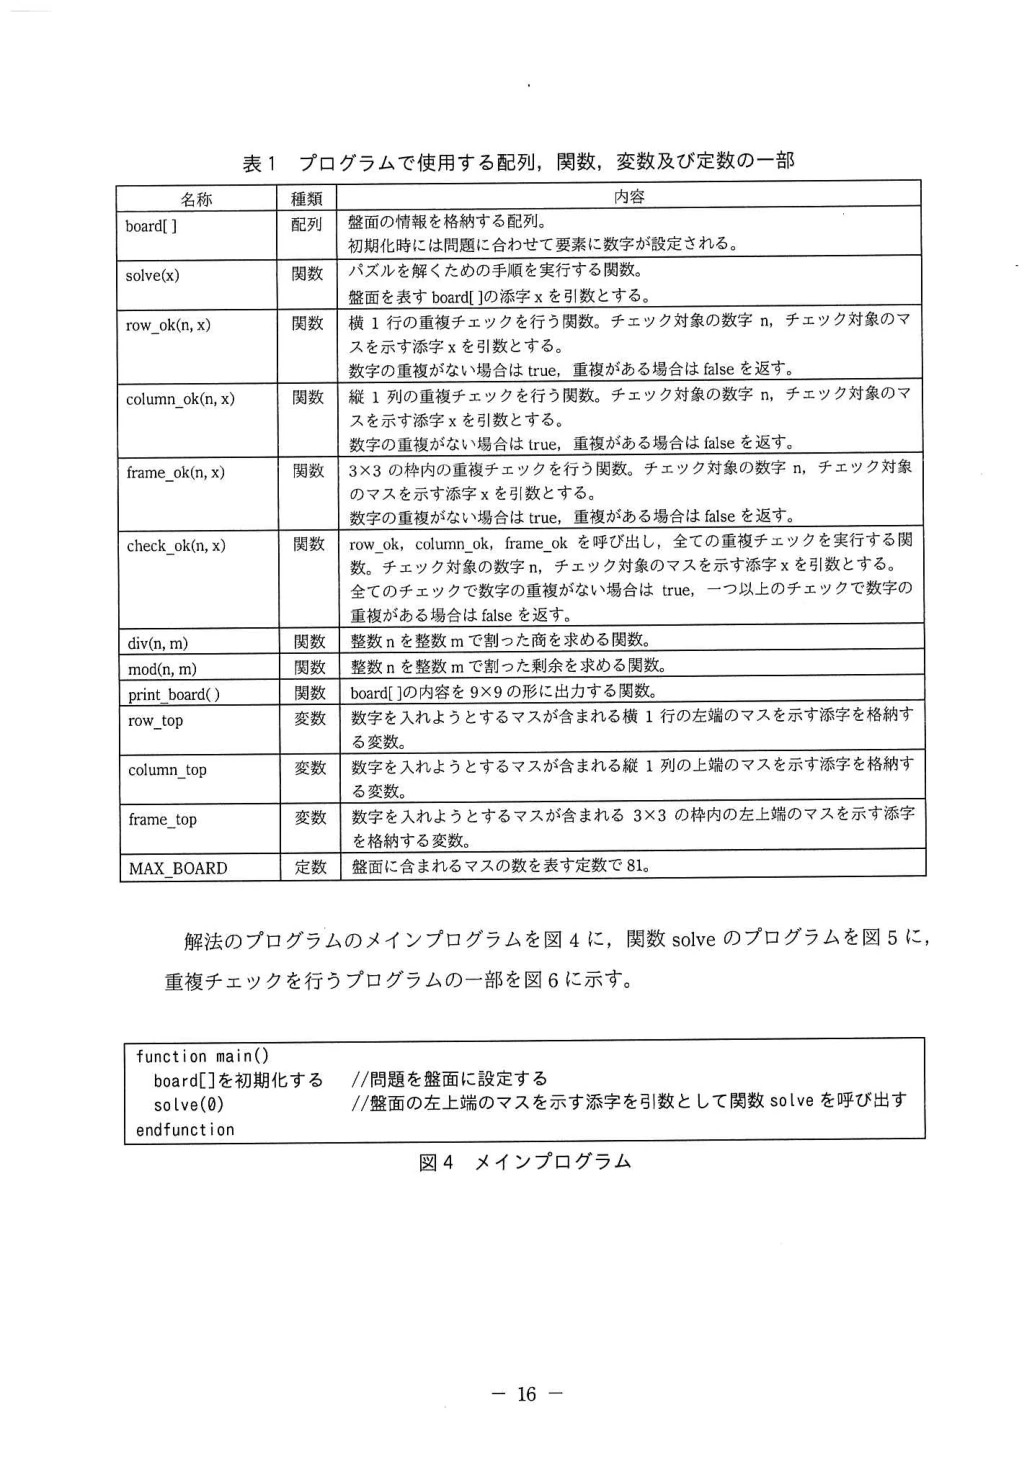 表1 プログラムで使用する配列，関数，変数及び定数の一部
名称 種類 内容
board[ ] 配列 盤面の情報を格納する配列。
初期化時には問題に合わせて要素に数字が設定される。
solve(x) 関数 パズルを解くための手順を実行する関数。
盤面を表す board[ ]の添字 x を引数とする。
row_ok(n, x) 関数 横 1 行の重複チェックを行う関数。チェック対象の数字 n，チェック対象のマ
スを示す添字 x を引数とする。
数字の重複がない場合は true，重複がある場合は false を返す。
column_ok(n, x) 関数 縦 1 列の重複チェックを行う関数。チェック対象の数字 n，チェック対象のマ
スを示す添字 x を引数とする。
数字の重複がない場合は true，重複がある場合は false を返す。
frame_ok(n, x) 関数 3×3 の枠内の重複チェックを行う関数。チェック対象の数字 n，チェック対象
のマスを示す添字 x を引数とする。
数字の重複がない場合は true，重複がある場合は false を返す。
check_ok(n, x) 関数 row_ok，column_ok，frame_ok を呼び出し，全ての重複チェックを実行する関
数。チェック対象の数字 n，チェック対象のマスを示す添字 x を引数とする。
全てのチェックで数字の重複がない場合は true，一つ以上のチェックで数字の
重複がある場合は false を返す。
div(n, m) 関数 整数 n を整数 m で割った商を求める関数。
mod(n, m) 関数 整数 n を整数 m で割った剰余を求める関数。
print_board( ) 関数 board[ ]の内容を 9×9 の形に出力する関数。
row_top 変数 数字を入れようとするマスが含まれる横 1 行の左端のマスを示す添字を格納す
る変数。
column_top 変数 数字を入れようとするマスが含まれる縦 1 列の上端のマスを示す添字を格納す
る変数。
frame_top 変数 数字を入れようとするマスが含まれる 3×3 の枠内の左上端のマスを示す添字
を格納する変数。
MAX_BOARD 定数 盤面に含まれるマスの数を表す定数で 81。
解法のプログラムのメインプログラムを図 4 に，関数 solve のプログラムを図 5 に，
重複チェックを行うプログラムの一部を図 6 に示す。
function main()
board[]を初期化する //問題を盤面に設定する
solve(0) //盤面の左上端のマスを示す添字を引数として関数 solve を呼び出す
endfunction
図 4 メインプログラム
－ 16 －